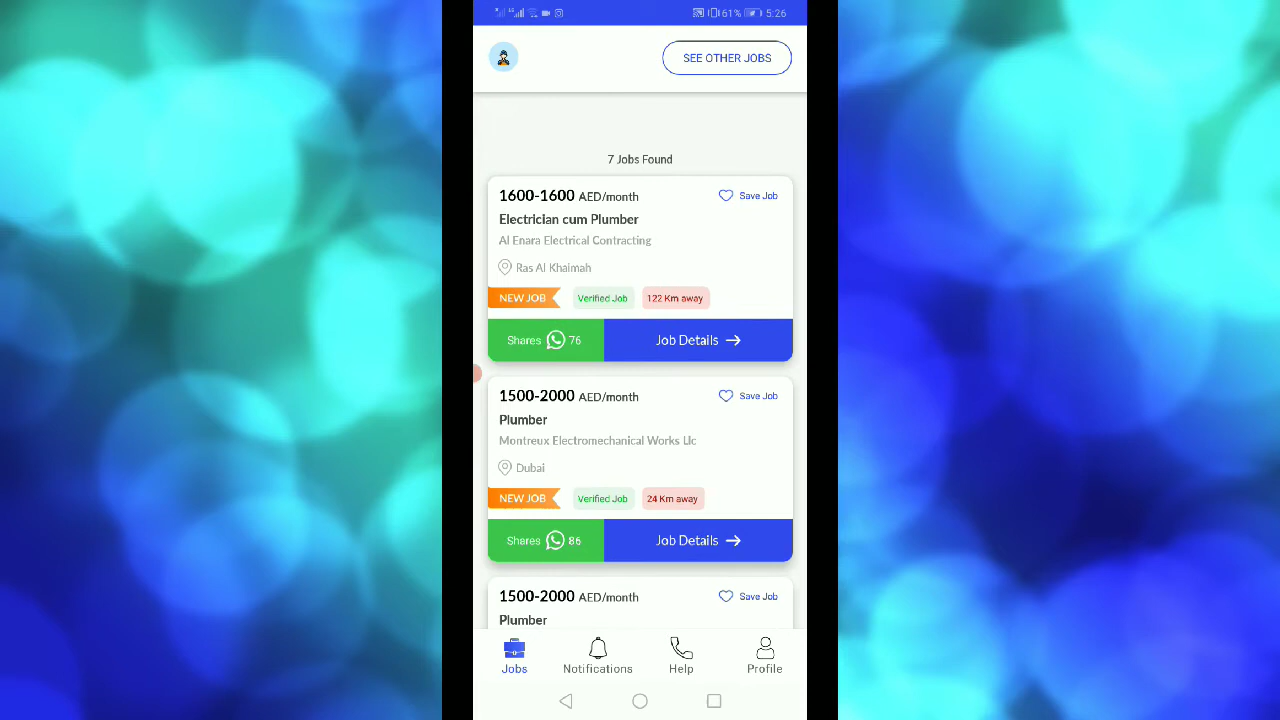 61% 5:26
SEE OTHER JOBS
7 Jobs Found
1600-1600 AED/month Save Job
Electrician cum Plumber
Al Enara Electrical Contracting
Ras Al Khaimah
NEW JOB Verified Job 122 Km away
Shares 76 Job Details
1500-2000 AED/month Save Job
Plumber
Montreux Electromechanical Works Llc
Dubai
NEW JOB Verified Job 24 Km away
Shares 86 Job Details
1500-2000 AED/month Save Job
Plumber
Jobs Notifications Help Profile